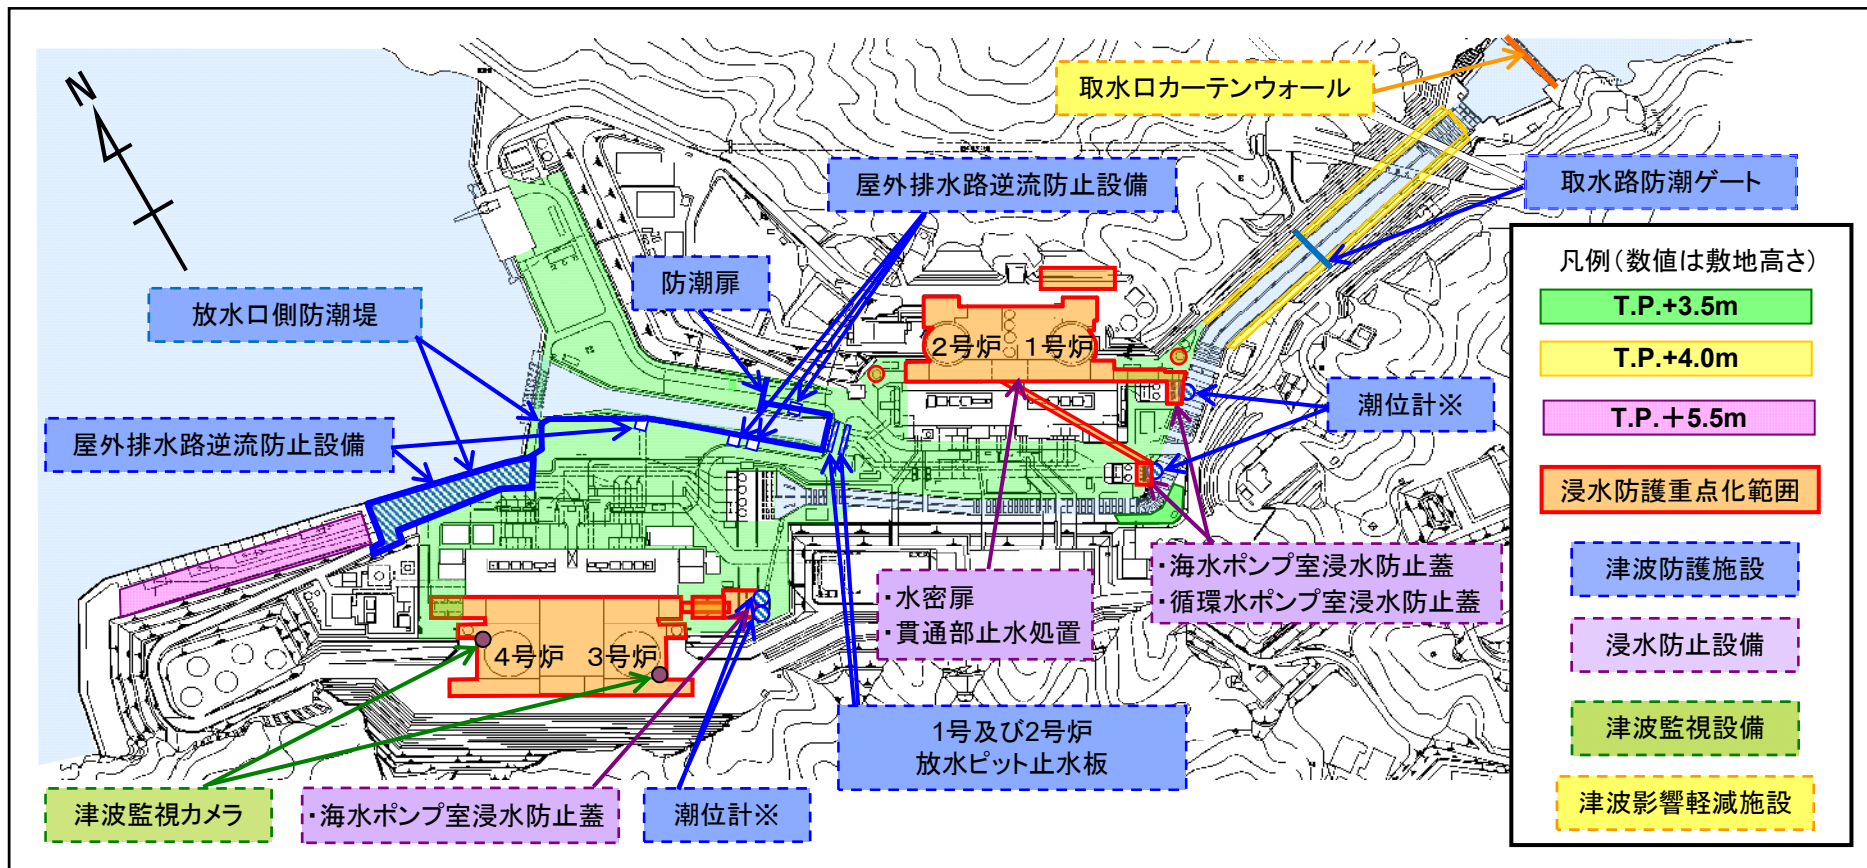 N
取水口カーテンウォール
屋外排水路逆流防止設備
取水路防潮ゲート
防潮扉
放水口側防潮堤
2号炉 1号炉
潮位計※
屋外排水路逆流防止設備
・水密扉
・貫通部止水処置
・海水ポンプ室浸水防止蓋
・循環水ポンプ室浸水防止蓋
4号炉 3号炉
1号及び2号炉
放水ピット止水板
津波監視カメラ
・海水ポンプ室浸水防止蓋
潮位計※
凡例(数値は敷地高さ)
T.P.+3.5m
T.P.+4.0m
T.P.+5.5m
浸水防護重点化範囲
津波防護施設
浸水防止設備
津波監視設備
津波影響軽減施設